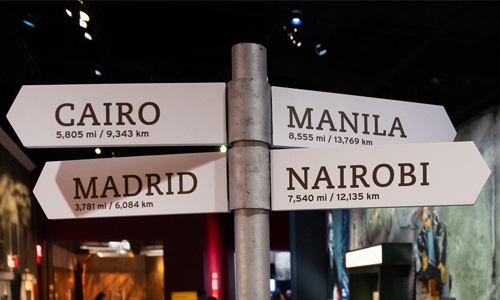 CAIRO
5,805 mi / 9,343 km
MANILA
8,555 mi / 13,769 km
MADRID
3,781 mi / 6,084 km
NAIROBI
7,540 mi / 12,135 km